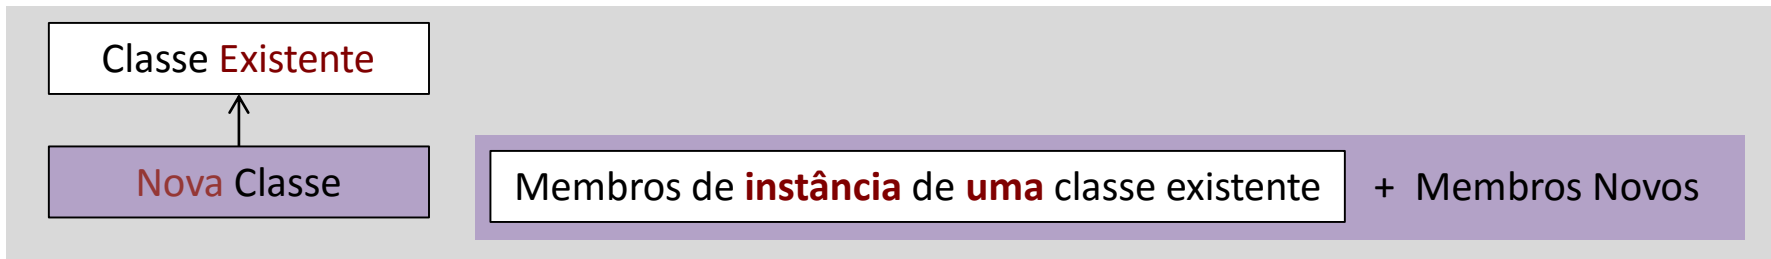 Classe Existente
Nova Classe
Membros de instância de uma classe existente + Membros Novos